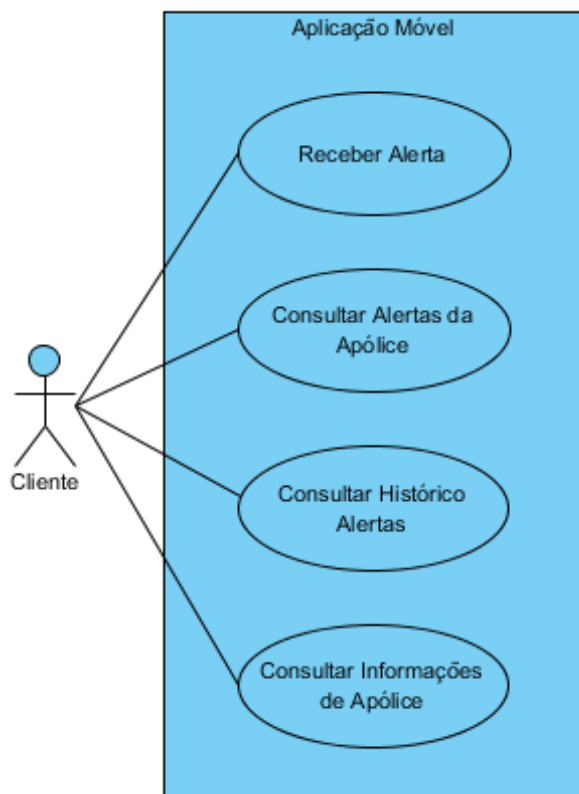 Aplicação Móvel
Receber Alerta
Consultar Alertas da
Apólice
Cliente
Consultar Histórico
Alertas
Consultar Informações
de Apólice